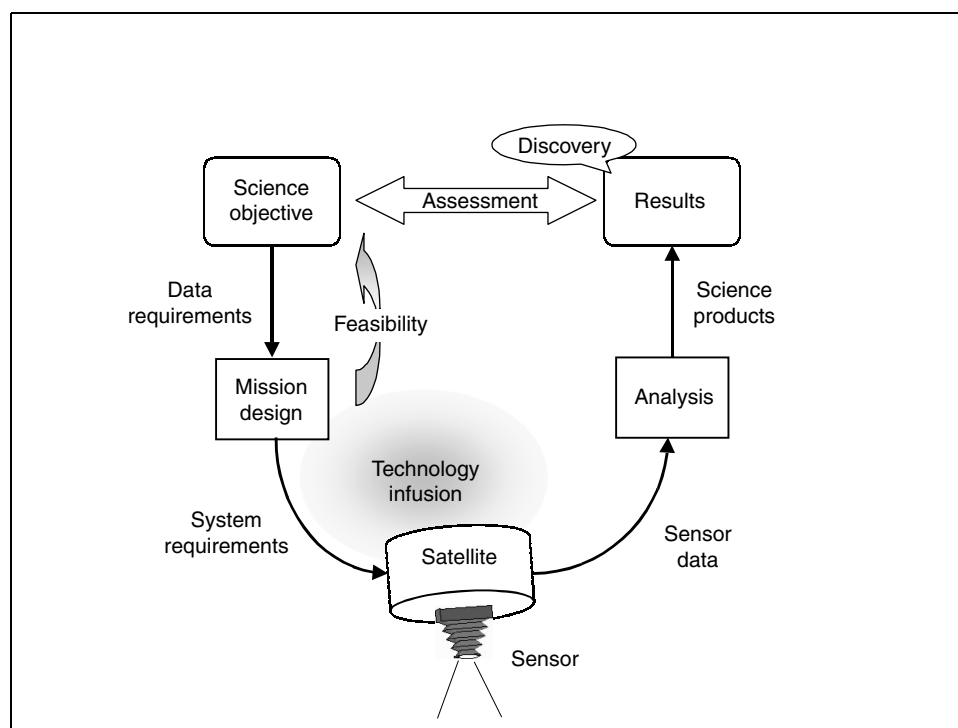 Discovery
Science
objective
Assessment
Results
Data
requirements
Feasibility
Science
products
Mission
design
Analysis
Technology
infusion
System
requirements
Satellite
Sensor
data
Sensor